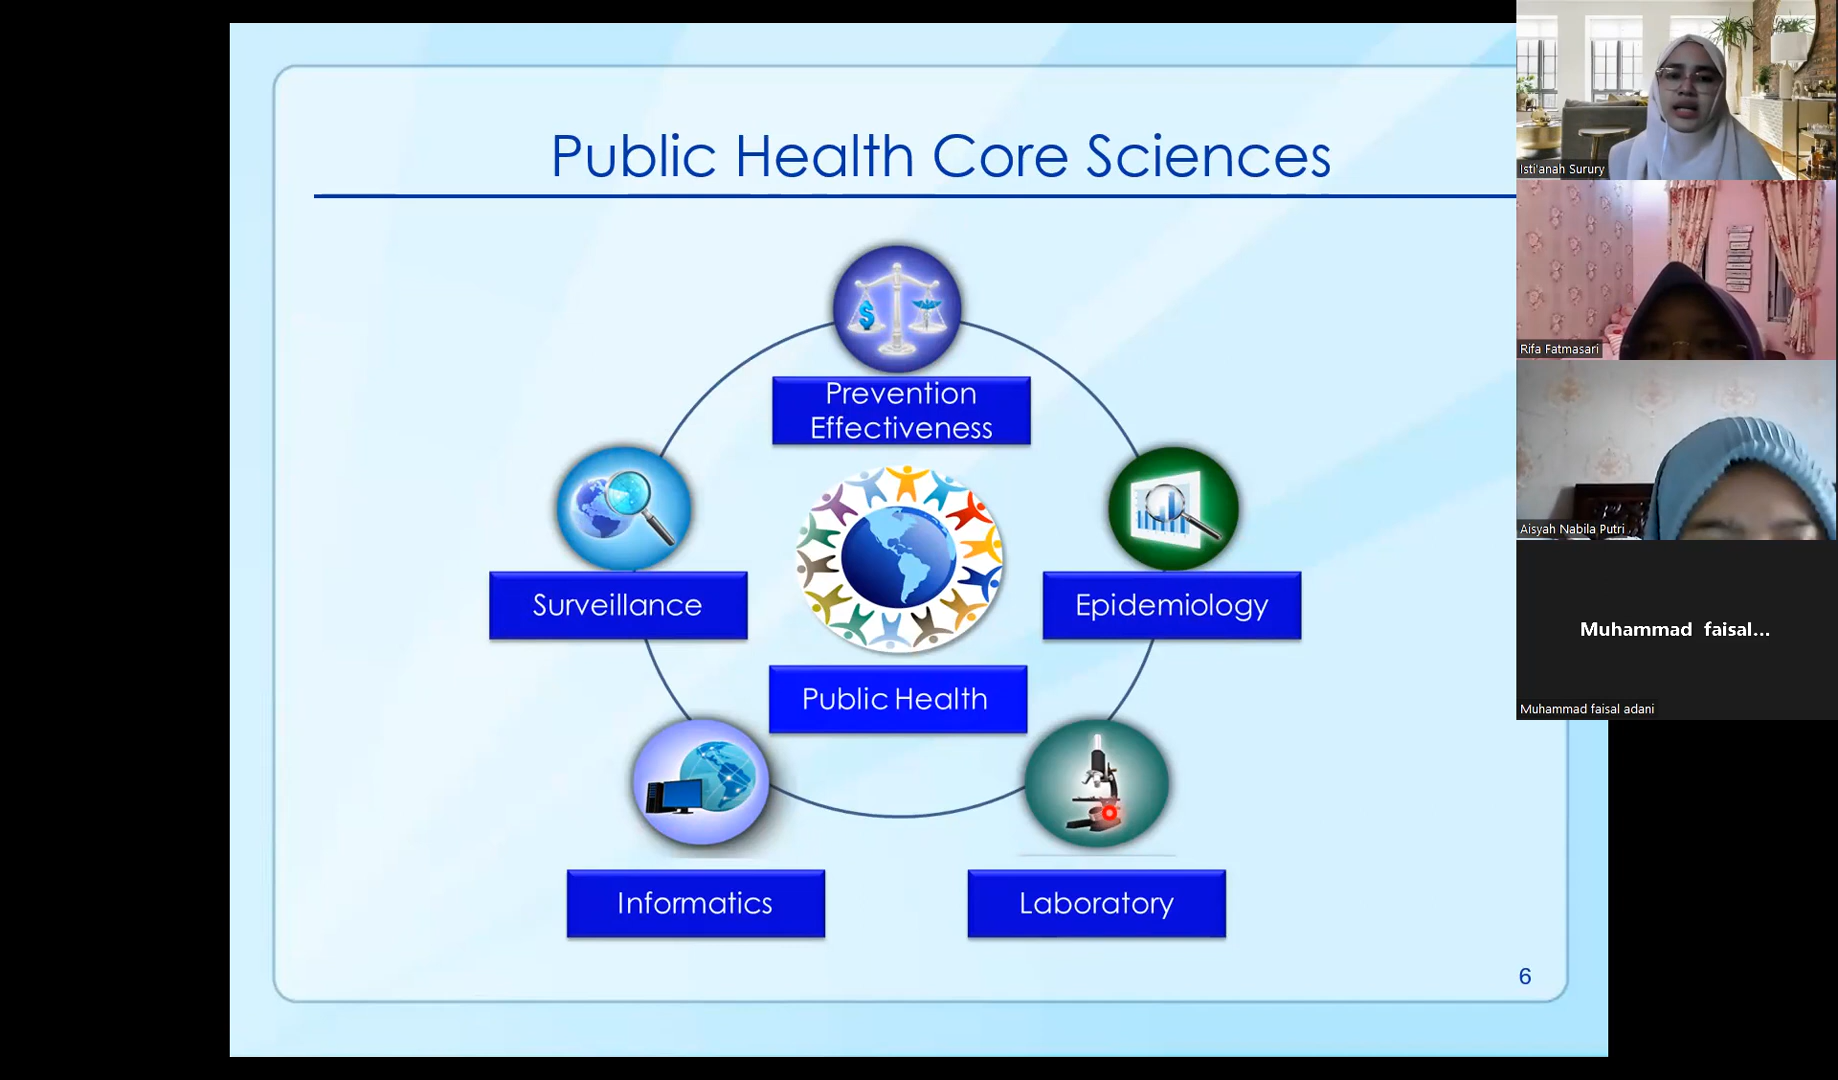 Public Health Core Sciences
Prevention
Effectiveness
Surveillance
Epidemiology
Public Health
Informatics
Laboratory
6
$
Isti'anah Surury
Rifa Fatmasari
Aisyah Nabila Putri
Muhammad faisal...
Muhammad faisal adani